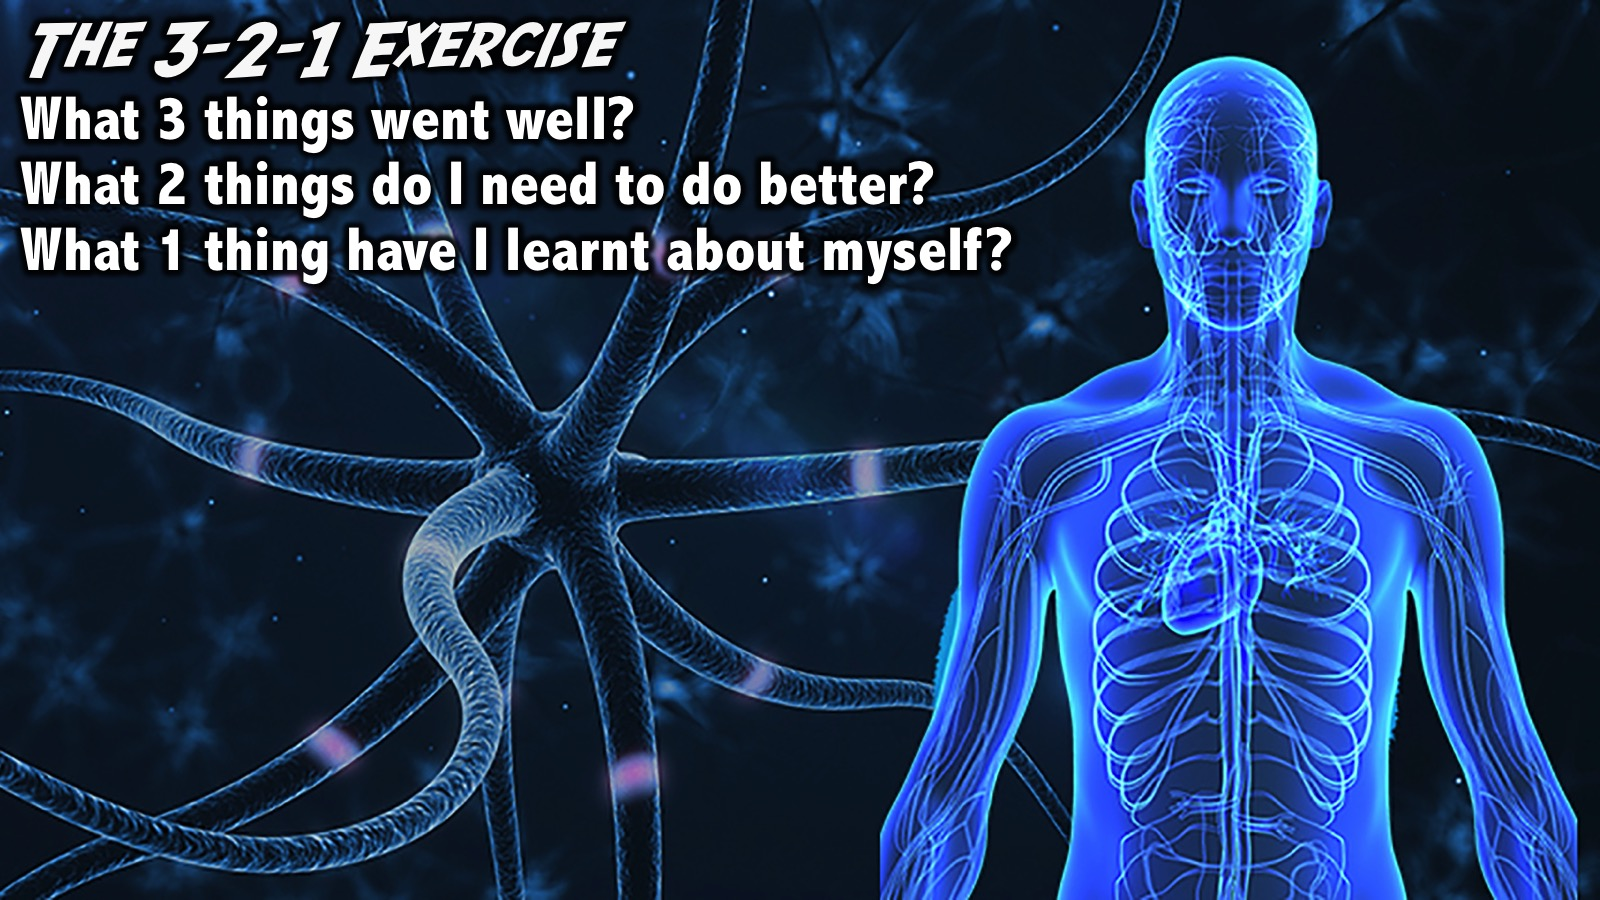 The 3-2-1 Exercise
What 3 things went well?
What 2 things do I need to do better?
What 1 thing have I learnt about myself?